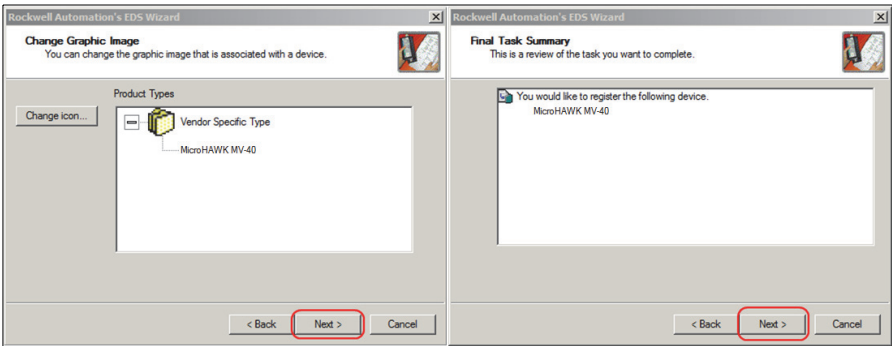 Rockwell Automation's EDS Wizard
Change Graphic Image
You can change the graphic image that is associated with a device.
Product Types
Change icon...
Vendor Specific Type
MicroHAWK MV-40
< Back
Next >
Cancel
Rockwell Automation's EDS Wizard
Final Task Summary
This is a review of the task you want to complete.
You would like to register the following device.
MicroHAWK MV-40
< Back
Next >
Cancel